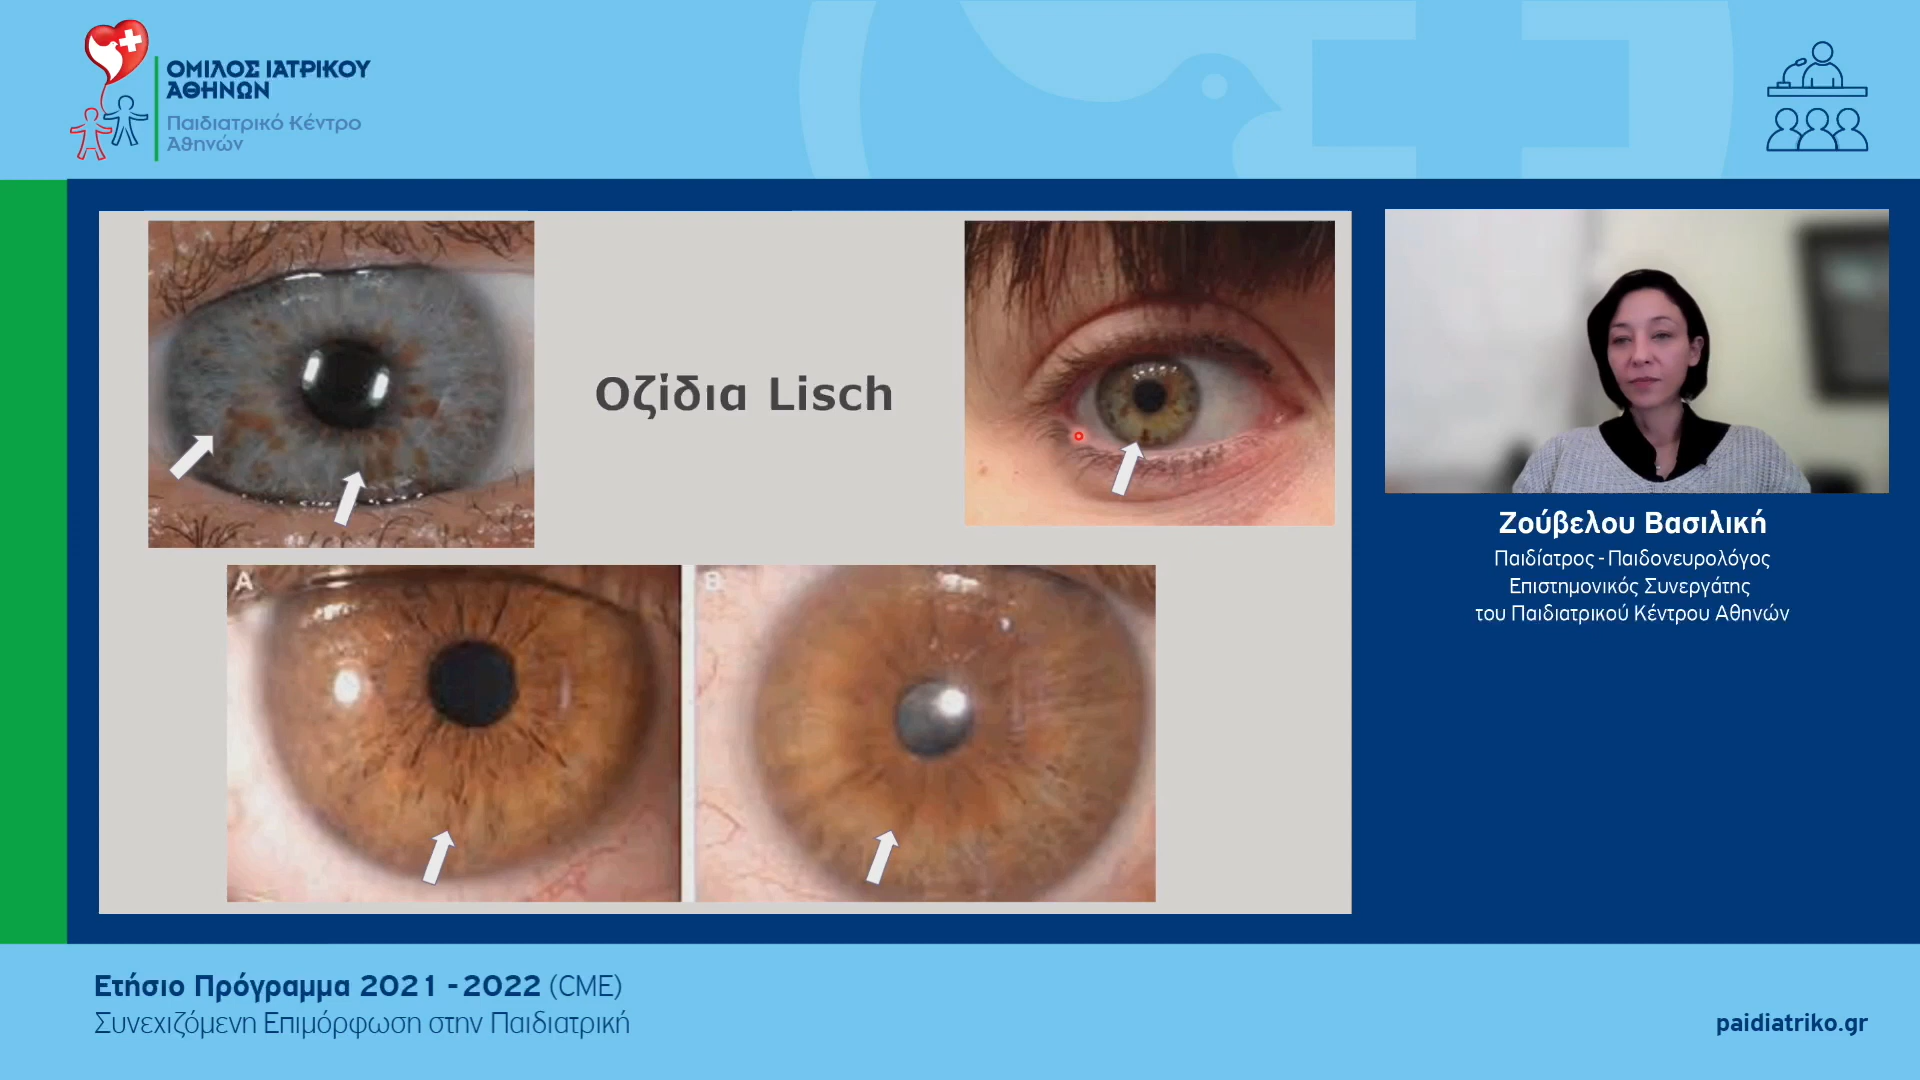 ΟΜΙΛΟΣ ΙΑΤΡΙΚΟΥ
ΑΘΗΝΩΝ
Παιδιατρικό Κέντρο
Αθηνών
Οζίδια Lisch
A
B
Ζούβελου Βασιλική
Παιδίατρος - Παιδονευρολόγος
Επιστημονικός Συνεργάτης
του Παιδιατρικού Κέντρου Αθηνών
Ετήσιο Πρόγραμμα 2021 - 2022 (CME)
Συνεχιζόμενη Επιμόρφωση στην Παιδιατρική
paidiatriko.gr